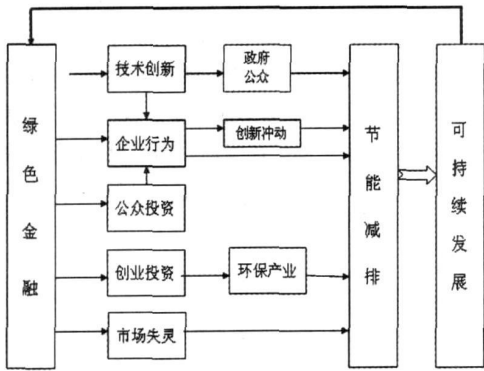 绿色金融
技术创新
政府
公众
企业行为
创新冲动
公众投资
创业投资
环保产业
市场失灵
节能减排
可持续发展